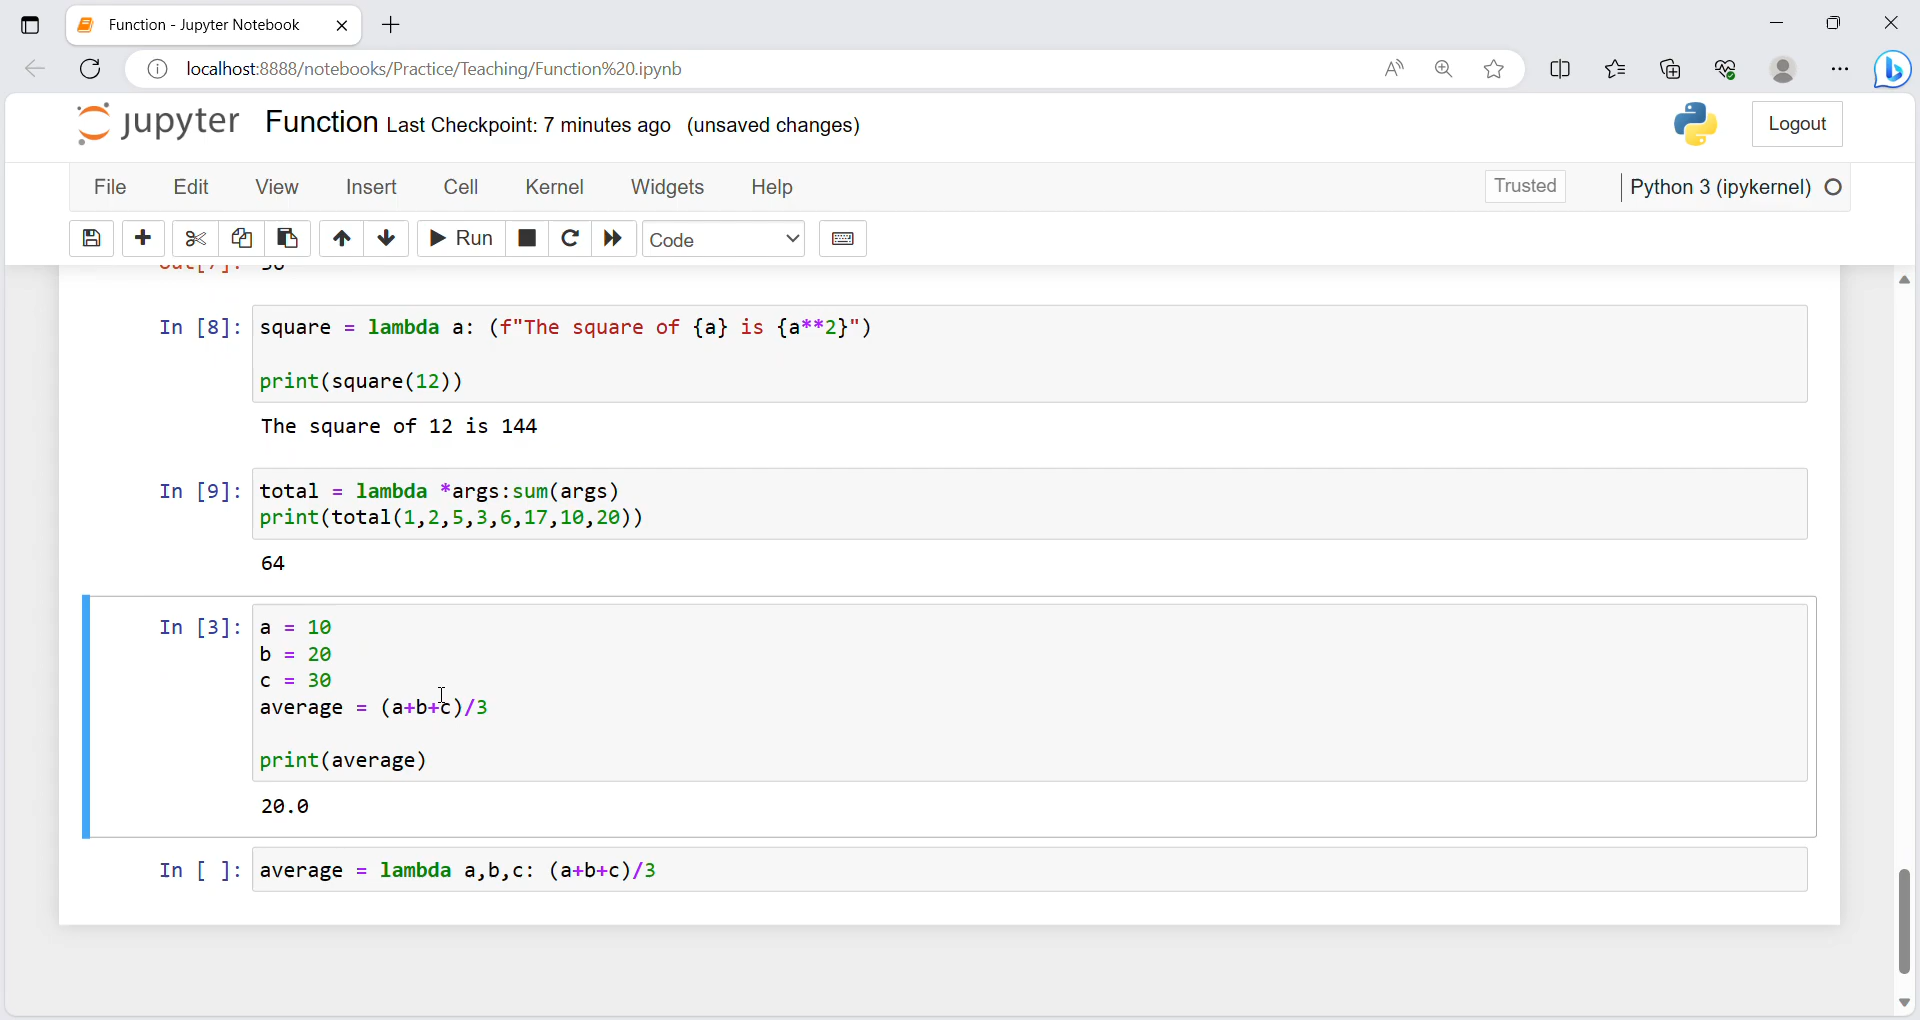 Function - Jupyter Notebook
localhost:8888/notebooks/Practice/Teaching/Function%20.ipynb
jupyter Function Last Checkpoint: 7 minutes ago (unsaved changes)
Logout
File Edit View Insert Cell Kernel Widgets Help
Trusted
Python 3 (ipykernel)
Run
Code
In [8]: square = lambda a: (f"The square of {a} is {a**2}")
print(square(12))
The square of 12 is 144
In [9]: total = lambda *args:sum(args)
print(total(1,2,5,3,6,17,10,20))
64
In [3]: a = 10
b = 20
c = 30
average = (a+b+c)/3
print(average)
20.0
In [ ]: average = lambda a,b,c: (a+b+c)/3